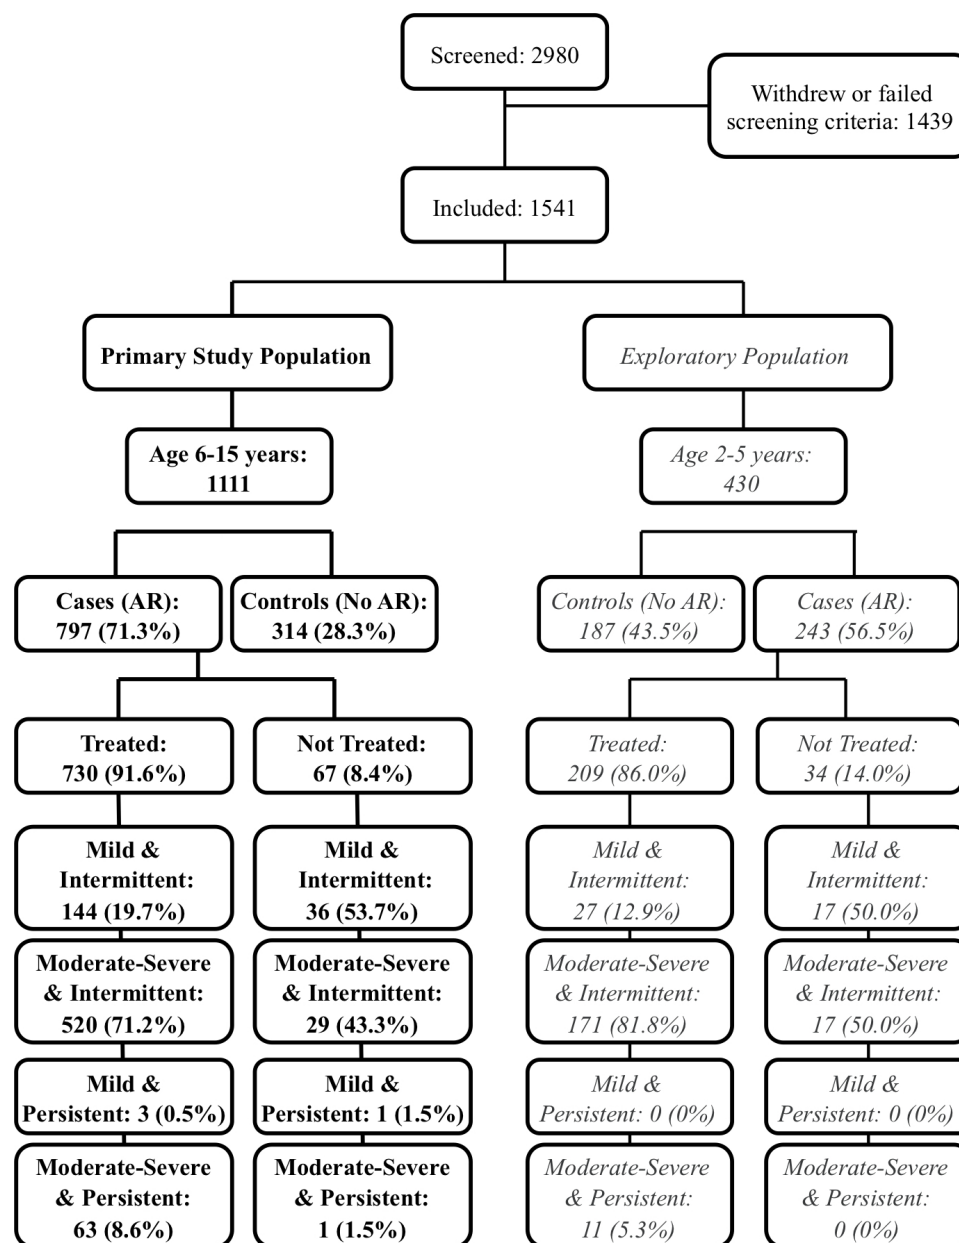 Screened: 2980
Withdrew or failed
screening criteria: 1439
Included: 1541
Primary Study Population
Exploratory Population
Age 6-15 years:
1111
Age 2-5 years:
430
Cases (AR):
797 (71.3%)
Controls (No AR):
314 (28.3%)
Controls (No AR):
187 (43.5%)
Cases (AR):
243 (56.5%)
Treated:
730 (91.6%)
Not Treated:
67 (8.4%)
Treated:
209 (86.0%)
Not Treated:
34 (14.0%)
Mild &
Intermittent:
144 (19.7%)
Mild &
Intermittent:
36 (53.7%)
Mild &
Intermittent:
27 (12.9%)
Mild &
Intermittent:
17 (50.0%)
Moderate-Severe
& Intermittent:
520 (71.2%)
Moderate-Severe
& Intermittent:
29 (43.3%)
Moderate-Severe
& Intermittent:
171 (81.8%)
Moderate-Severe
& Intermittent:
17 (50.0%)
Mild &
Persistent: 3 (0.5%)
Mild &
Persistent: 1 (1.5%)
Mild &
Persistent: 0 (0%)
Mild &
Persistent: 0 (0%)
Moderate-Severe
& Persistent:
63 (8.6%)
Moderate-Severe
& Persistent:
1 (1.5%)
Moderate-Severe
& Persistent:
11 (5.3%)
Moderate-Severe
& Persistent:
0 (0%)